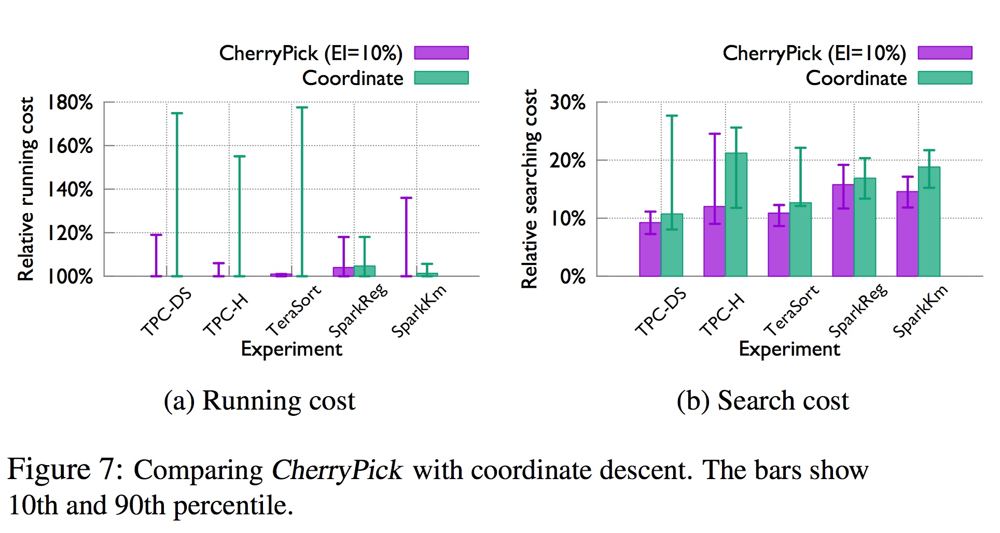 CherryPick (EI=10%)
Coordinate
180%
160%
140%
120%
100%
Relative running cost
TPC-DS
TPC-H
TeraSort
SparkReg
SparkKm
Experiment
(a) Running cost
CherryPick (EI=10%)
Coordinate
30%
20%
10%
0%
Relative searching cost
TPC-DS
TPC-H
TeraSort
SparkReg
SparkKm
Experiment
(b) Search cost
Figure 7: Comparing CherryPick with coordinate descent. The bars show
10th and 90th percentile.